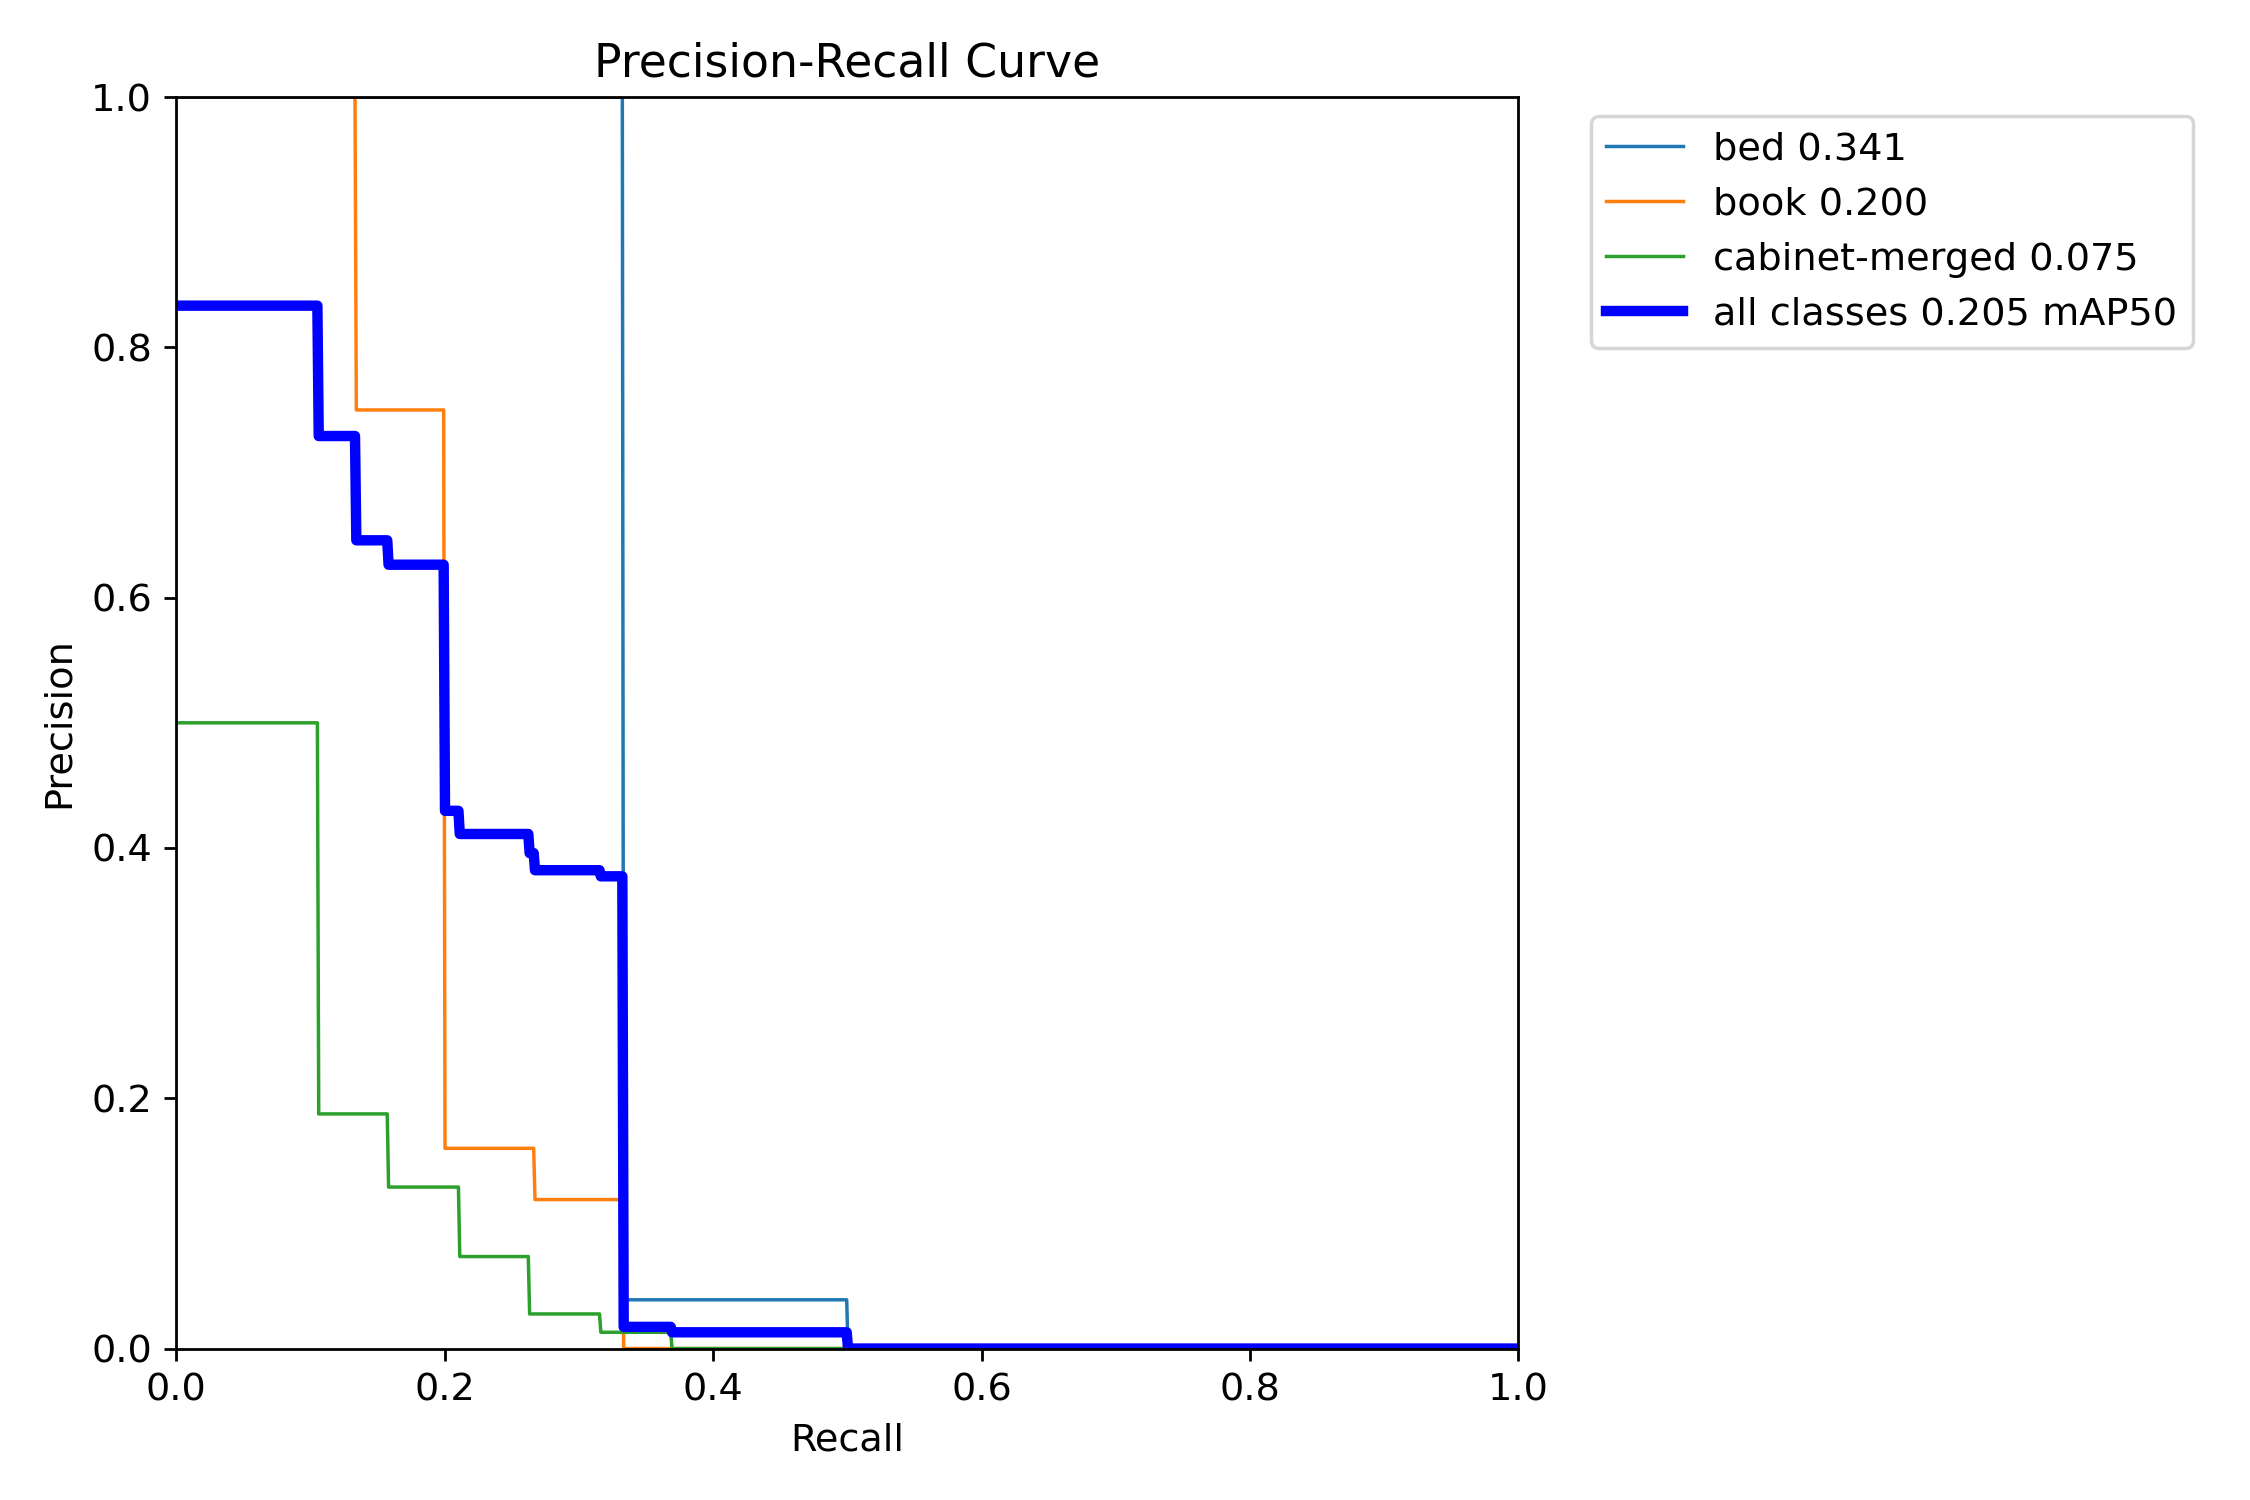 Precision-Recall Curve
bed 0.341
book 0.200
cabinet-merged 0.075
all classes 0.205 mAP50
Precision
1.0
0.8
0.6
0.4
0.2
0.0
0.0 0.2 0.4 0.6 0.8 1.0
Recall